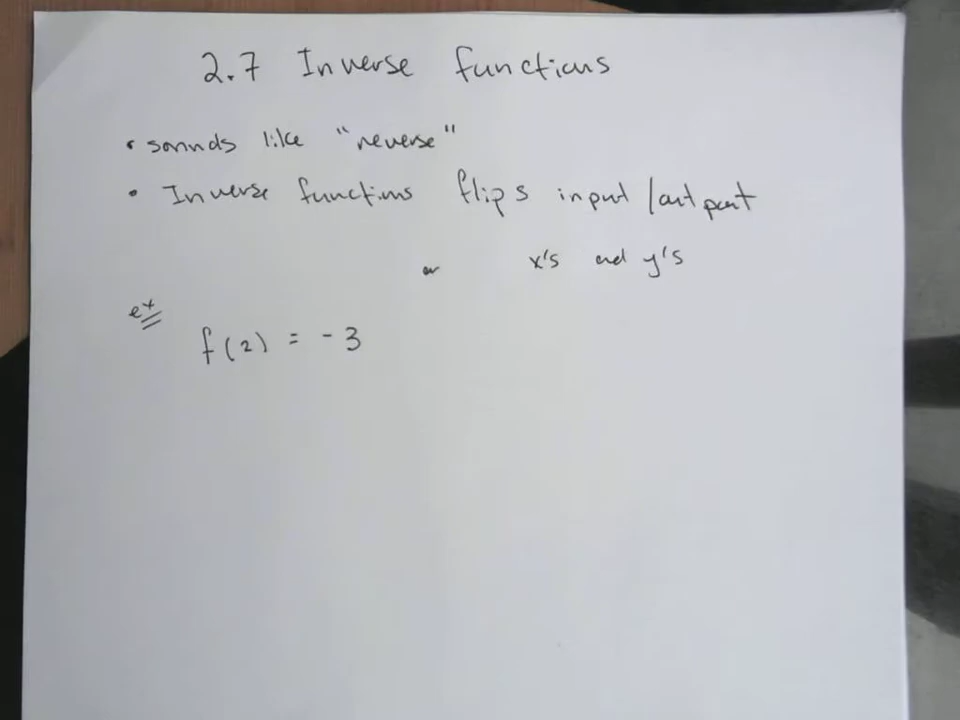 2.7 Inverse functions
• sounds like "reverse"
• Inverse functions flips input/output
or x's and y's
ex
f(2) = -3